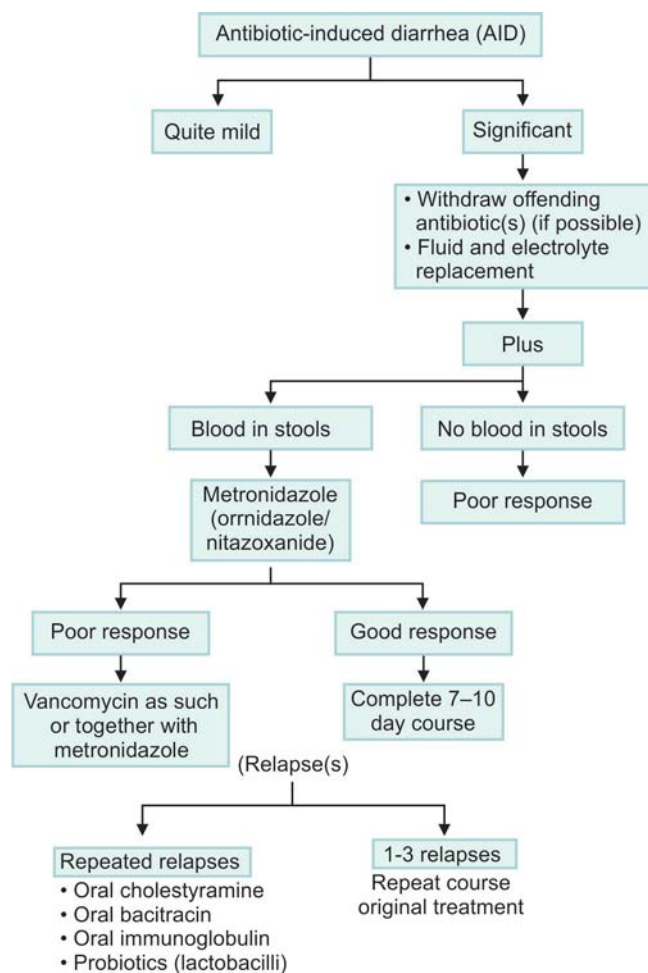 Antibiotic-induced diarrhea (AID)
Quite mild
Significant
• Withdraw offending
antibiotic(s) (if possible)
• Fluid and electrolyte
replacement
Plus
Blood in stools
No blood in stools
Metronidazole
(orrnidazole/
nitazoxanide)
Poor response
Poor response
Good response
Vancomycin as such
or together with
metronidazole
Complete 7–10
day course
(Relapse(s)
Repeated relapses
• Oral cholestyramine
• Oral bacitracin
• Oral immunoglobulin
• Probiotics (lactobacilli)
1-3 relapses
Repeat course
original treatment